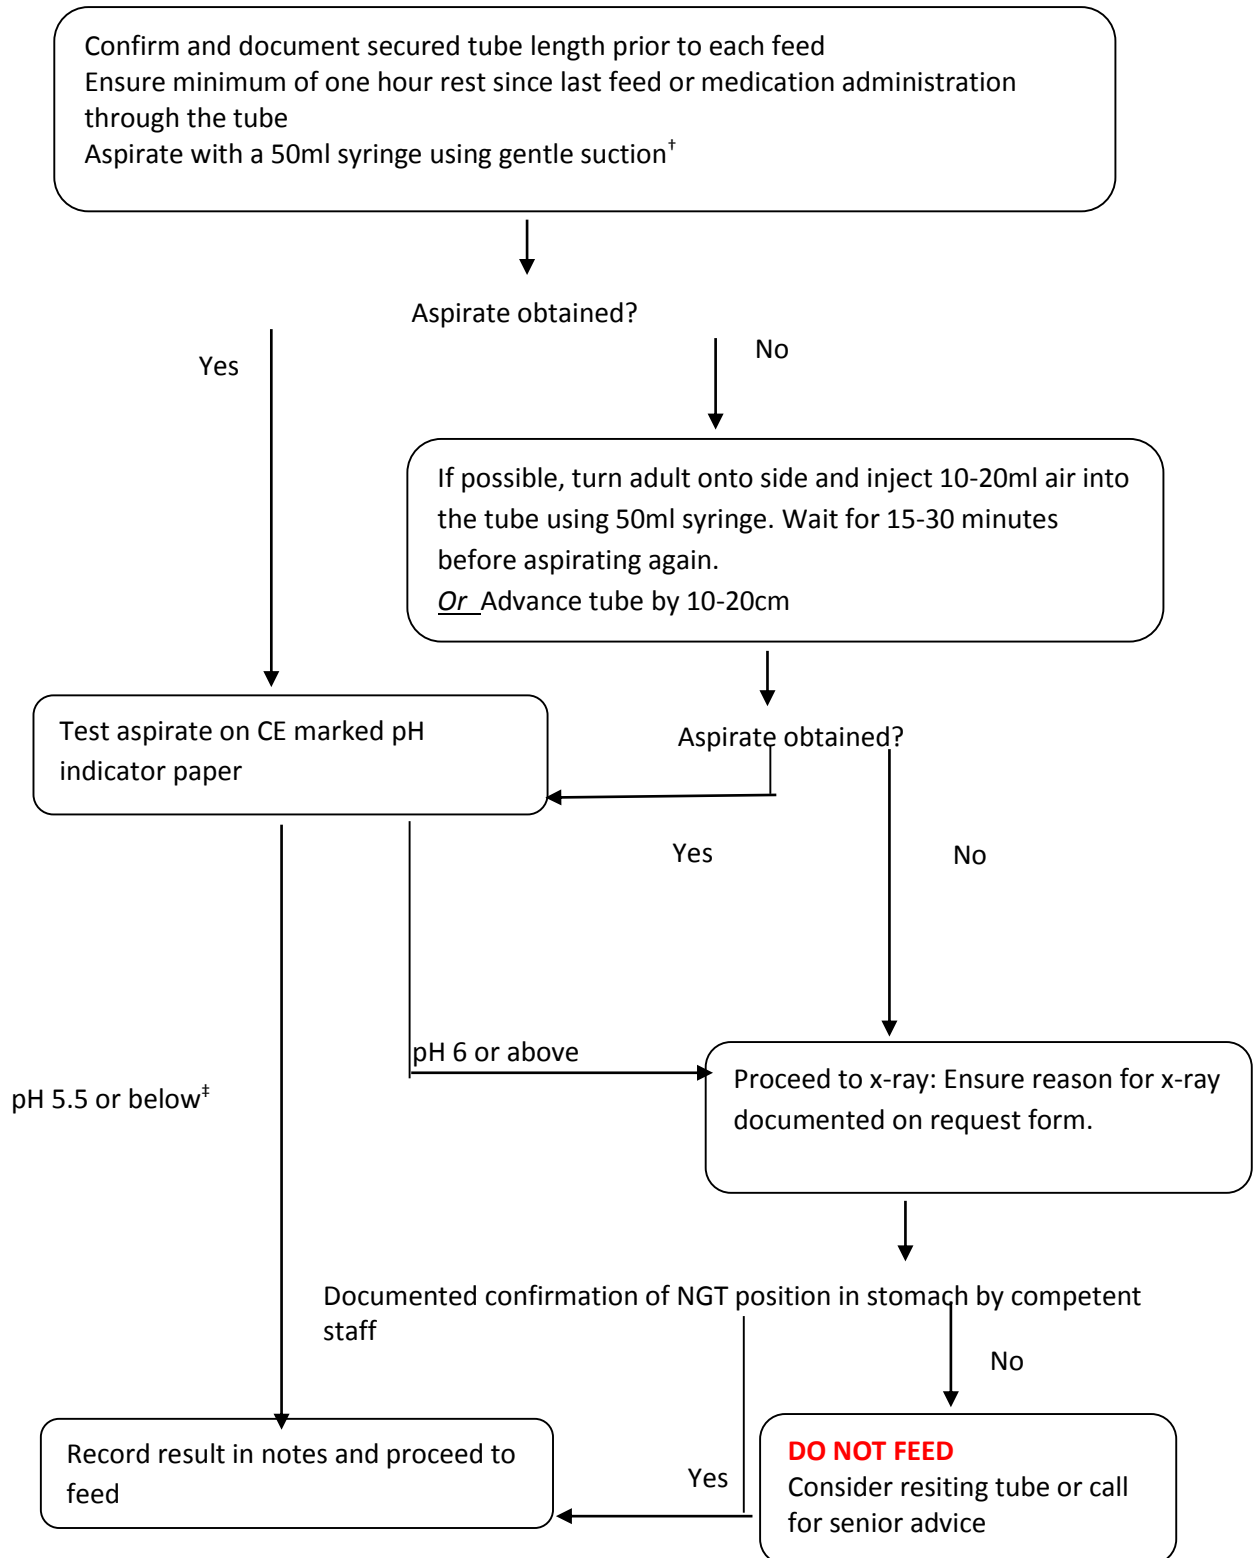 Confirm and document secured tube length prior to each feed
Ensure minimum of one hour rest since last feed or medication administration
through the tube
Aspirate with a 50ml syringe using gentle suction†
Aspirate obtained?
Yes
No
If possible, turn adult onto side and inject 10-20ml air into
the tube using 50ml syringe. Wait for 15-30 minutes
before aspirating again.
Or Advance tube by 10-20cm
Test aspirate on CE marked pH
indicator paper
Aspirate obtained?
Yes
No
pH 6 or above
pH 5.5 or below‡
Proceed to x-ray: Ensure reason for x-ray
documented on request form.
Documented confirmation of NGT position in stomach by competent
staff
No
Yes
Record result in notes and proceed to
feed
DO NOT FEED
Consider resiting tube or call
for senior advice